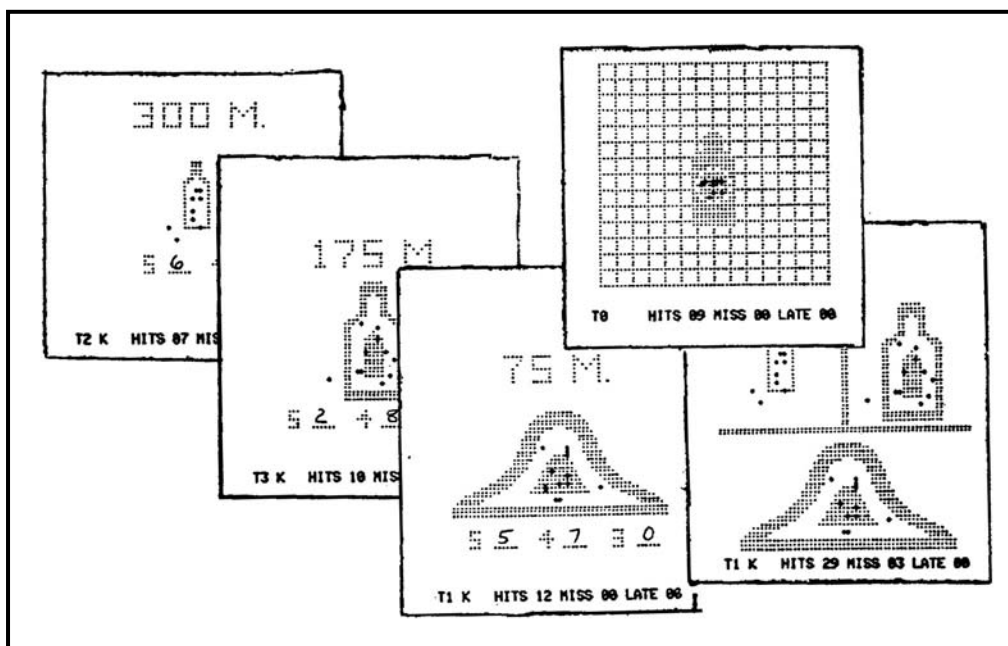 300 M.
5 6
T2 K HITS 07 MIS
175 M
5 2 4 8
T3 K HITS 10 MIS
75 M.
5 5 4 7 3 0
T1 K HITS 12 MISS 00 LATE 06
T0 HITS 09 MISS 00 LATE 00
T1 K HITS 29 MISS 03 LATE 00